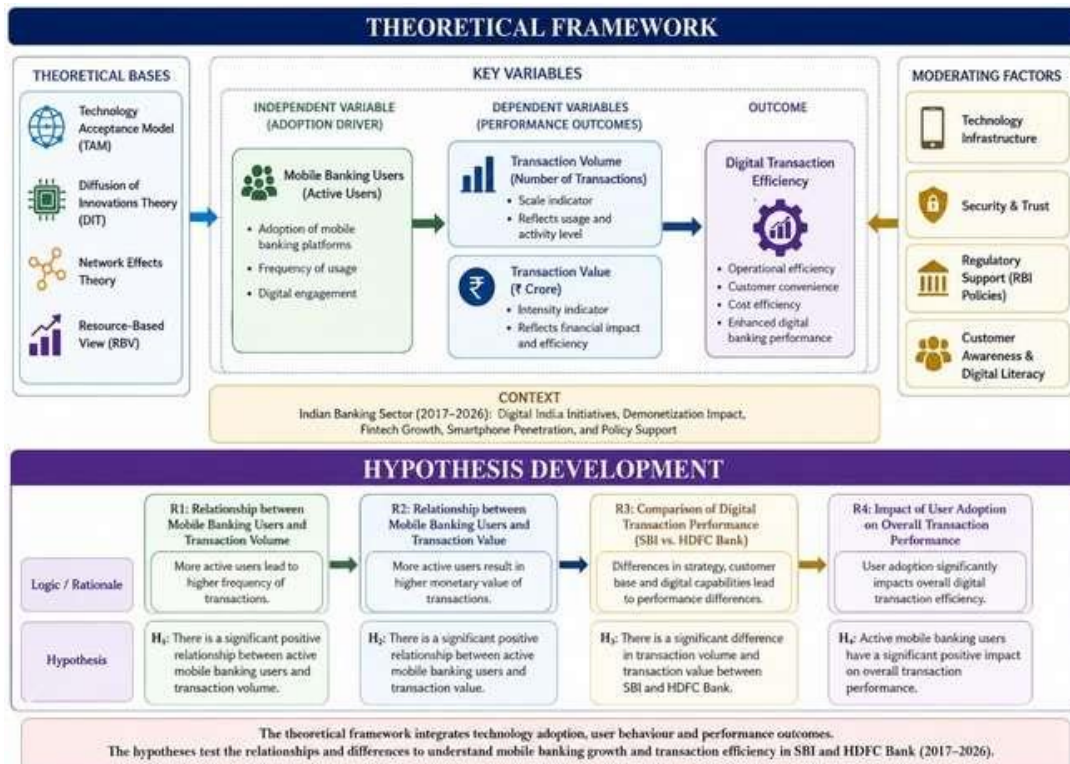 THEORETICAL FRAMEWORK
THEORETICAL BASES
Technology
Acceptance Model
(TAM)
Diffusion of
Innovations Theory
(DIT)
Network Effects
Theory
Resource-Based
View (RBV)
KEY VARIABLES
INDEPENDENT VARIABLE
(ADOPTION DRIVER)
Mobile Banking Users
(Active Users)
• Adoption of mobile
banking platforms
• Frequency of usage
• Digital engagement
DEPENDENT VARIABLES
(PERFORMANCE OUTCOMES)
Transaction Volume
(Number of Transactions)
• Scale indicator
• Reflects usage and
activity level
₹
Transaction Value
(₹ Crore)
• Intensity indicator
• Reflects financial impact
and efficiency
OUTCOME
Digital Transaction
Efficiency
• Operational efficiency
• Customer convenience
• Cost efficiency
• Enhanced digital
banking performance
MODERATING FACTORS
Technology
Infrastructure
Security & Trust
Regulatory
Support (RBI
Policies)
Customer
Awareness &
Digital Literacy
CONTEXT
Indian Banking Sector (2017–2026): Digital India Initiatives, Demonetization Impact,
Fintech Growth, Smartphone Penetration, and Policy Support
HYPOTHESIS DEVELOPMENT
Logic / Rationale
Hypothesis
R1: Relationship between
Mobile Banking Users and
Transaction Volume
More active users lead to
higher frequency of
transactions.
H₁: There is a significant positive
relationship between active
mobile banking users and
transaction volume.
R2: Relationship between
Mobile Banking Users and
Transaction Value
More active users result in
higher monetary value of
transactions.
H₂: There is a significant positive
relationship between active
mobile banking users and
transaction value.
R3: Comparison of Digital
Transaction Performance
(SBI vs. HDFC Bank)
Differences in strategy, customer
base and digital capabilities lead
to performance differences.
H₃: There is a significant difference
in transaction volume and
transaction value between
SBI and HDFC Bank.
R4: Impact of User Adoption
on Overall Transaction
Performance
User adoption significantly
impacts overall digital
transaction efficiency.
H₄: Active mobile banking users
have a significant positive impact
on overall transaction
performance.
The theoretical framework integrates technology adoption, user behaviour and performance outcomes.
The hypotheses test the relationships and differences to understand mobile banking growth and transaction efficiency in SBI and HDFC Bank (2017–2026).